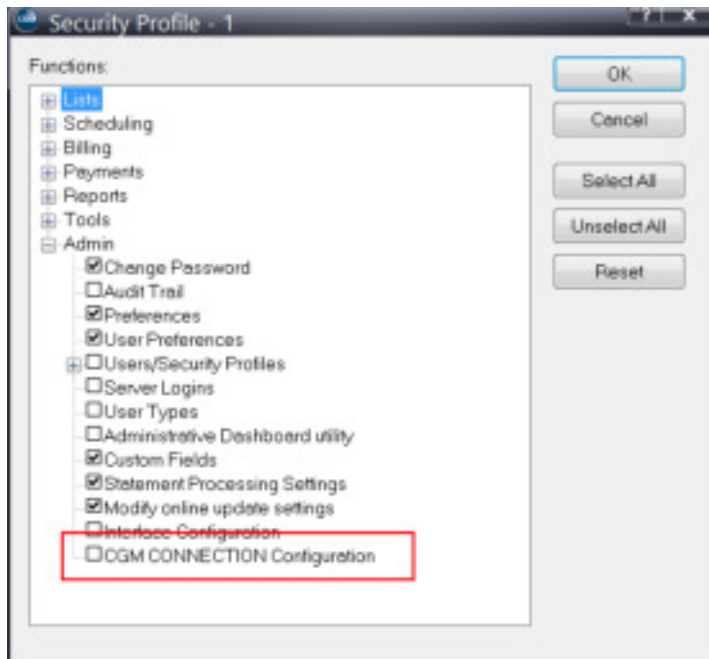 Security Profile - 1
Functions:
Lists
Scheduling
Billing
Payments
Reports
Tools
Admin
Change Password
Audit Trail
Preferences
User Preferences
Users/Security Profiles
Server Logins
User Types
Administrative Dashboard utility
Custom Fields
Statement Processing Settings
Modify online update settings
Interface Configuration
CGM CONNECTION Configuration
OK
Cancel
Select All
Unselect All
Reset